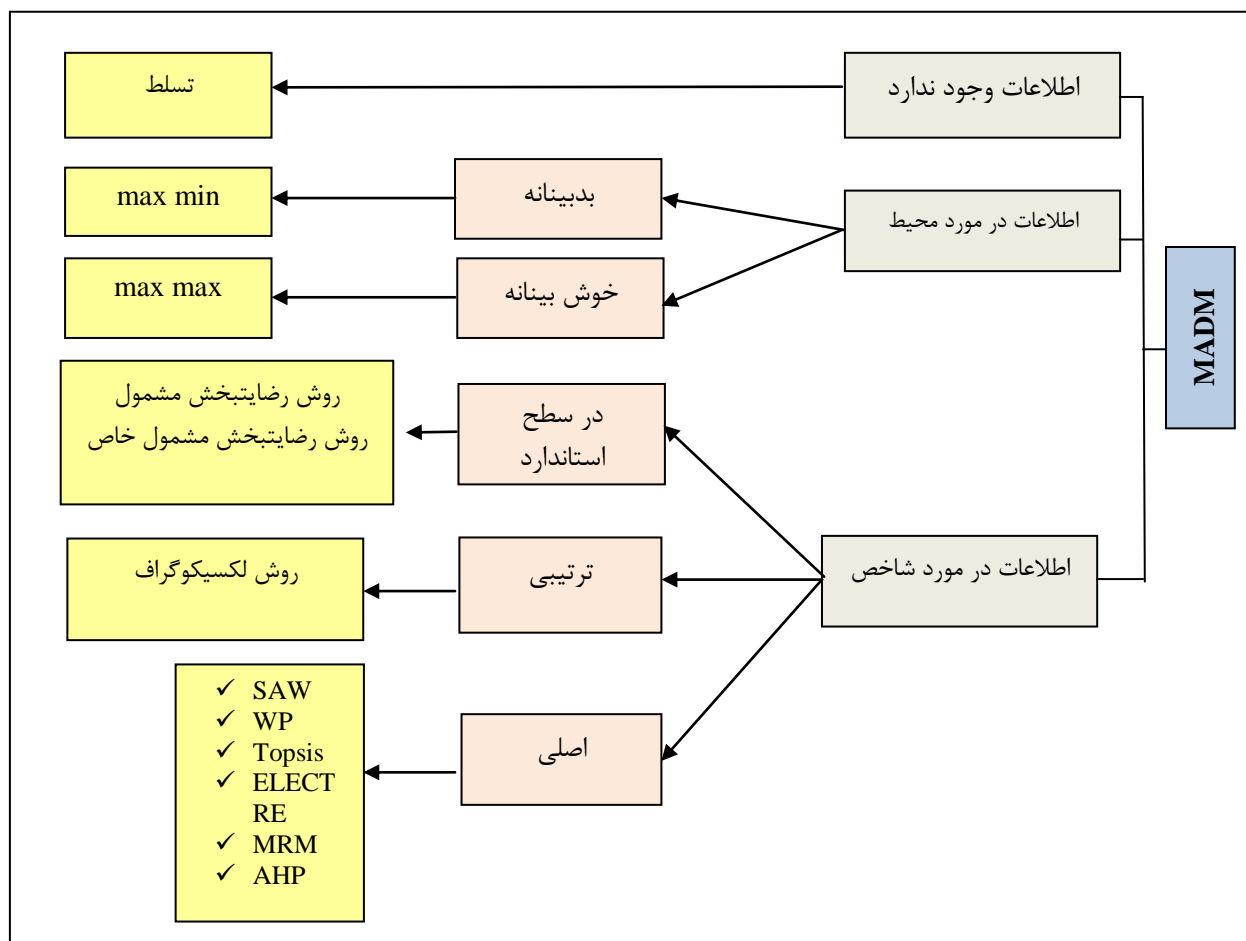 MADM
اطلاعات وجود ندارد
تسلط
اطلاعات در مورد محیط
بدبینانه
max min
خوش بینانه
max max
اطلاعات در مورد شاخص
در سطح
استاندارد
روش رضایتبخش مشمول
روش رضایتبخش مشمول خاص
ترتیبی
روش لکسیکوگراف
اصلی
✓ SAW
✓ WP
✓ Topsis
✓ ELECT
RE
✓ MRM
✓ AHP